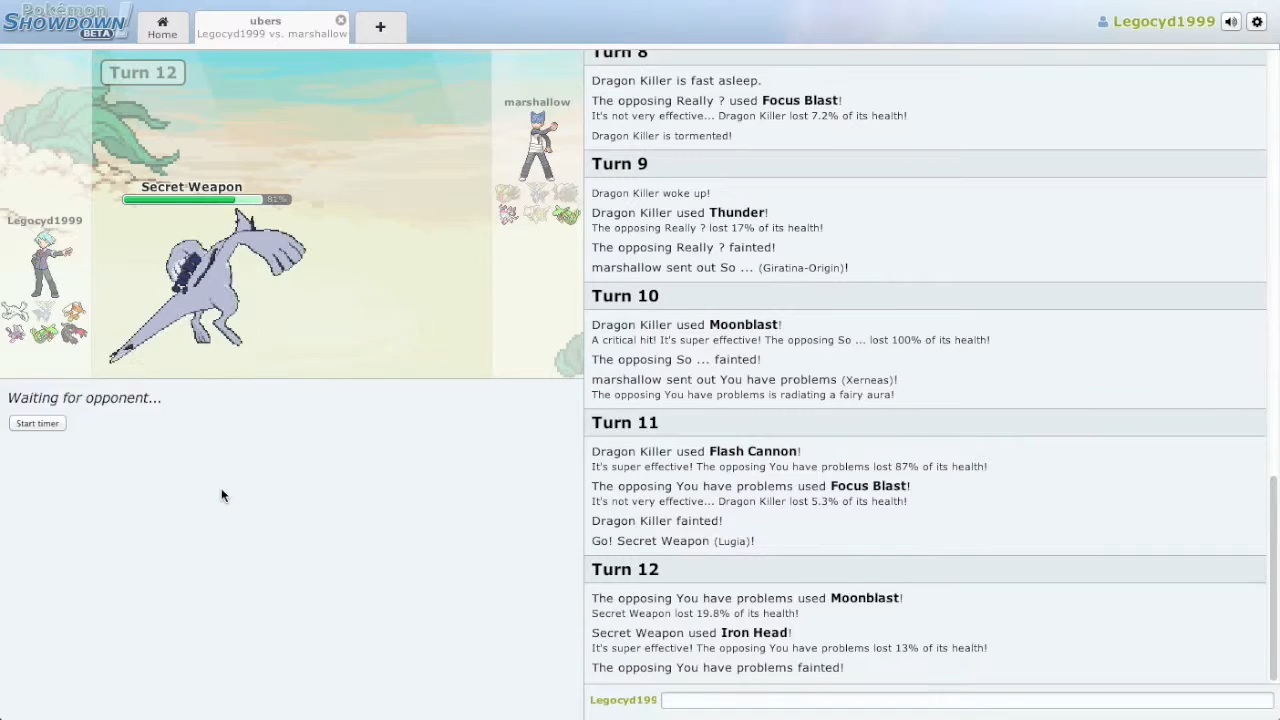 Pokémon
SHOWDOWN
BETA
Home
ubers
Legocyd1999 vs. marshallow
+
Legocyd1999
Turn 12
marshallow
Secret Weapon
81%
Legocyd1999
Waiting for opponent...
Start timer
Turn 8
Dragon Killer is fast asleep.
The opposing Really ? used Focus Blast!
It's not very effective... Dragon Killer lost 7.2% of its health!
Dragon Killer is tormented!
Turn 9
Dragon Killer woke up!
Dragon Killer used Thunder!
The opposing Really ? lost 17% of its health!
The opposing Really ? fainted!
marshallow sent out So ... (Giratina-Origin)!
Turn 10
Dragon Killer used Moonblast!
A critical hit! It's super effective! The opposing So ... lost 100% of its health!
The opposing So ... fainted!
marshallow sent out You have problems (Xerneas)!
The opposing You have problems is radiating a fairy aura!
Turn 11
Dragon Killer used Flash Cannon!
It's super effective! The opposing You have problems lost 87% of its health!
The opposing You have problems used Focus Blast!
It's not very effective... Dragon Killer lost 5.3% of its health!
Dragon Killer fainted!
Go! Secret Weapon (Lugia)!
Turn 12
The opposing You have problems used Moonblast!
Secret Weapon lost 19.8% of its health!
Secret Weapon used Iron Head!
It's super effective! The opposing You have problems lost 13% of its health!
The opposing You have problems fainted!
Legocyd199